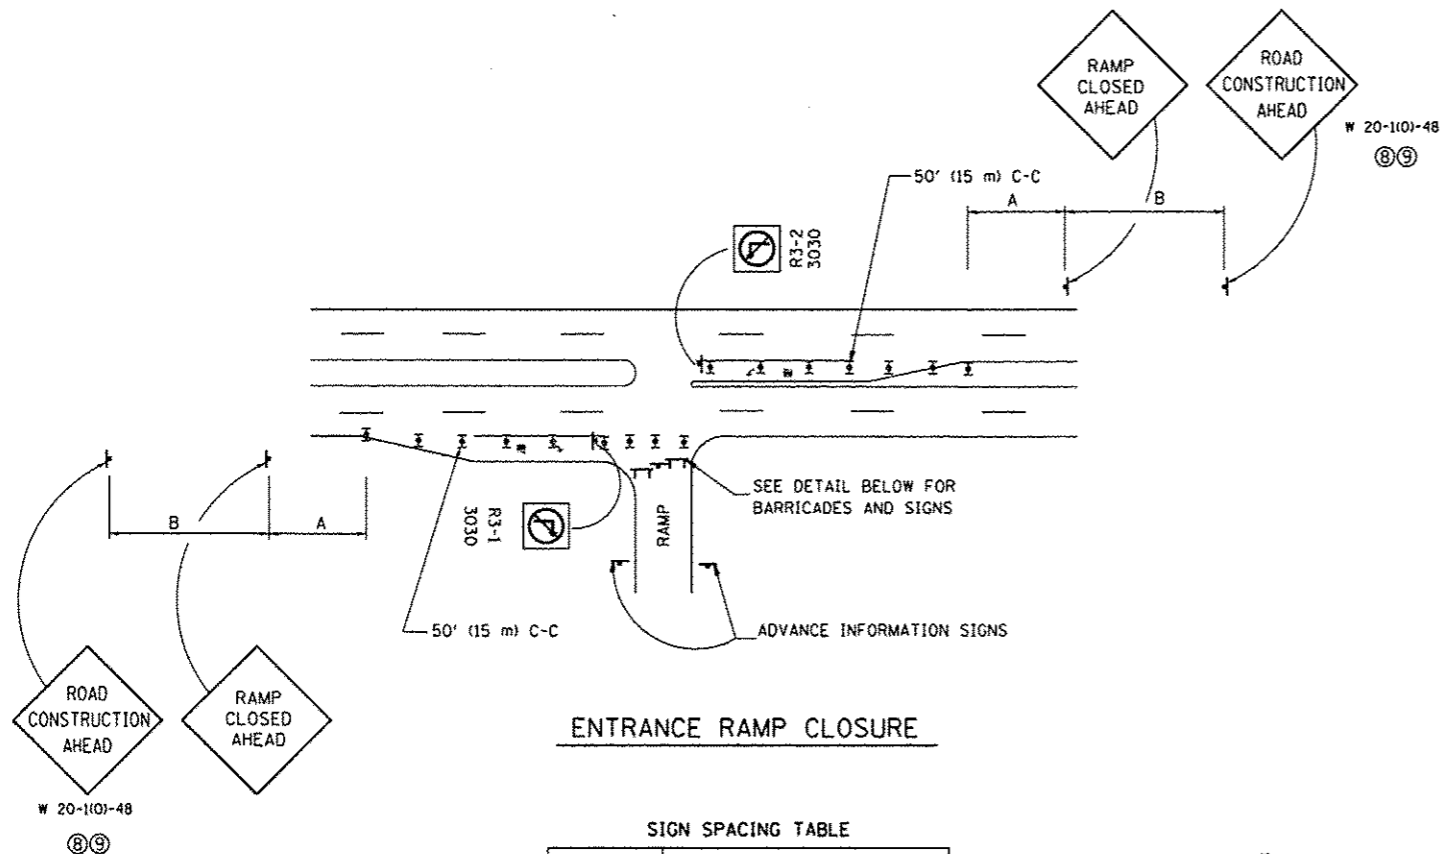 RAMP
CLOSED
AHEAD
ROAD
CONSTRUCTION
AHEAD
W 20-1(O)-48
⑧⑨
50' (15 m) C-C
A
B
R3-2
3030
SEE DETAIL BELOW FOR
BARRICADES AND SIGNS
B
A
R3-1
3030
RAMP
50' (15 m) C-C
ADVANCE INFORMATION SIGNS
ROAD
CONSTRUCTION
AHEAD
RAMP
CLOSED
AHEAD
W 20-1(O)-48
⑧⑨
ENTRANCE RAMP CLOSURE
SIGN SPACING TABLE